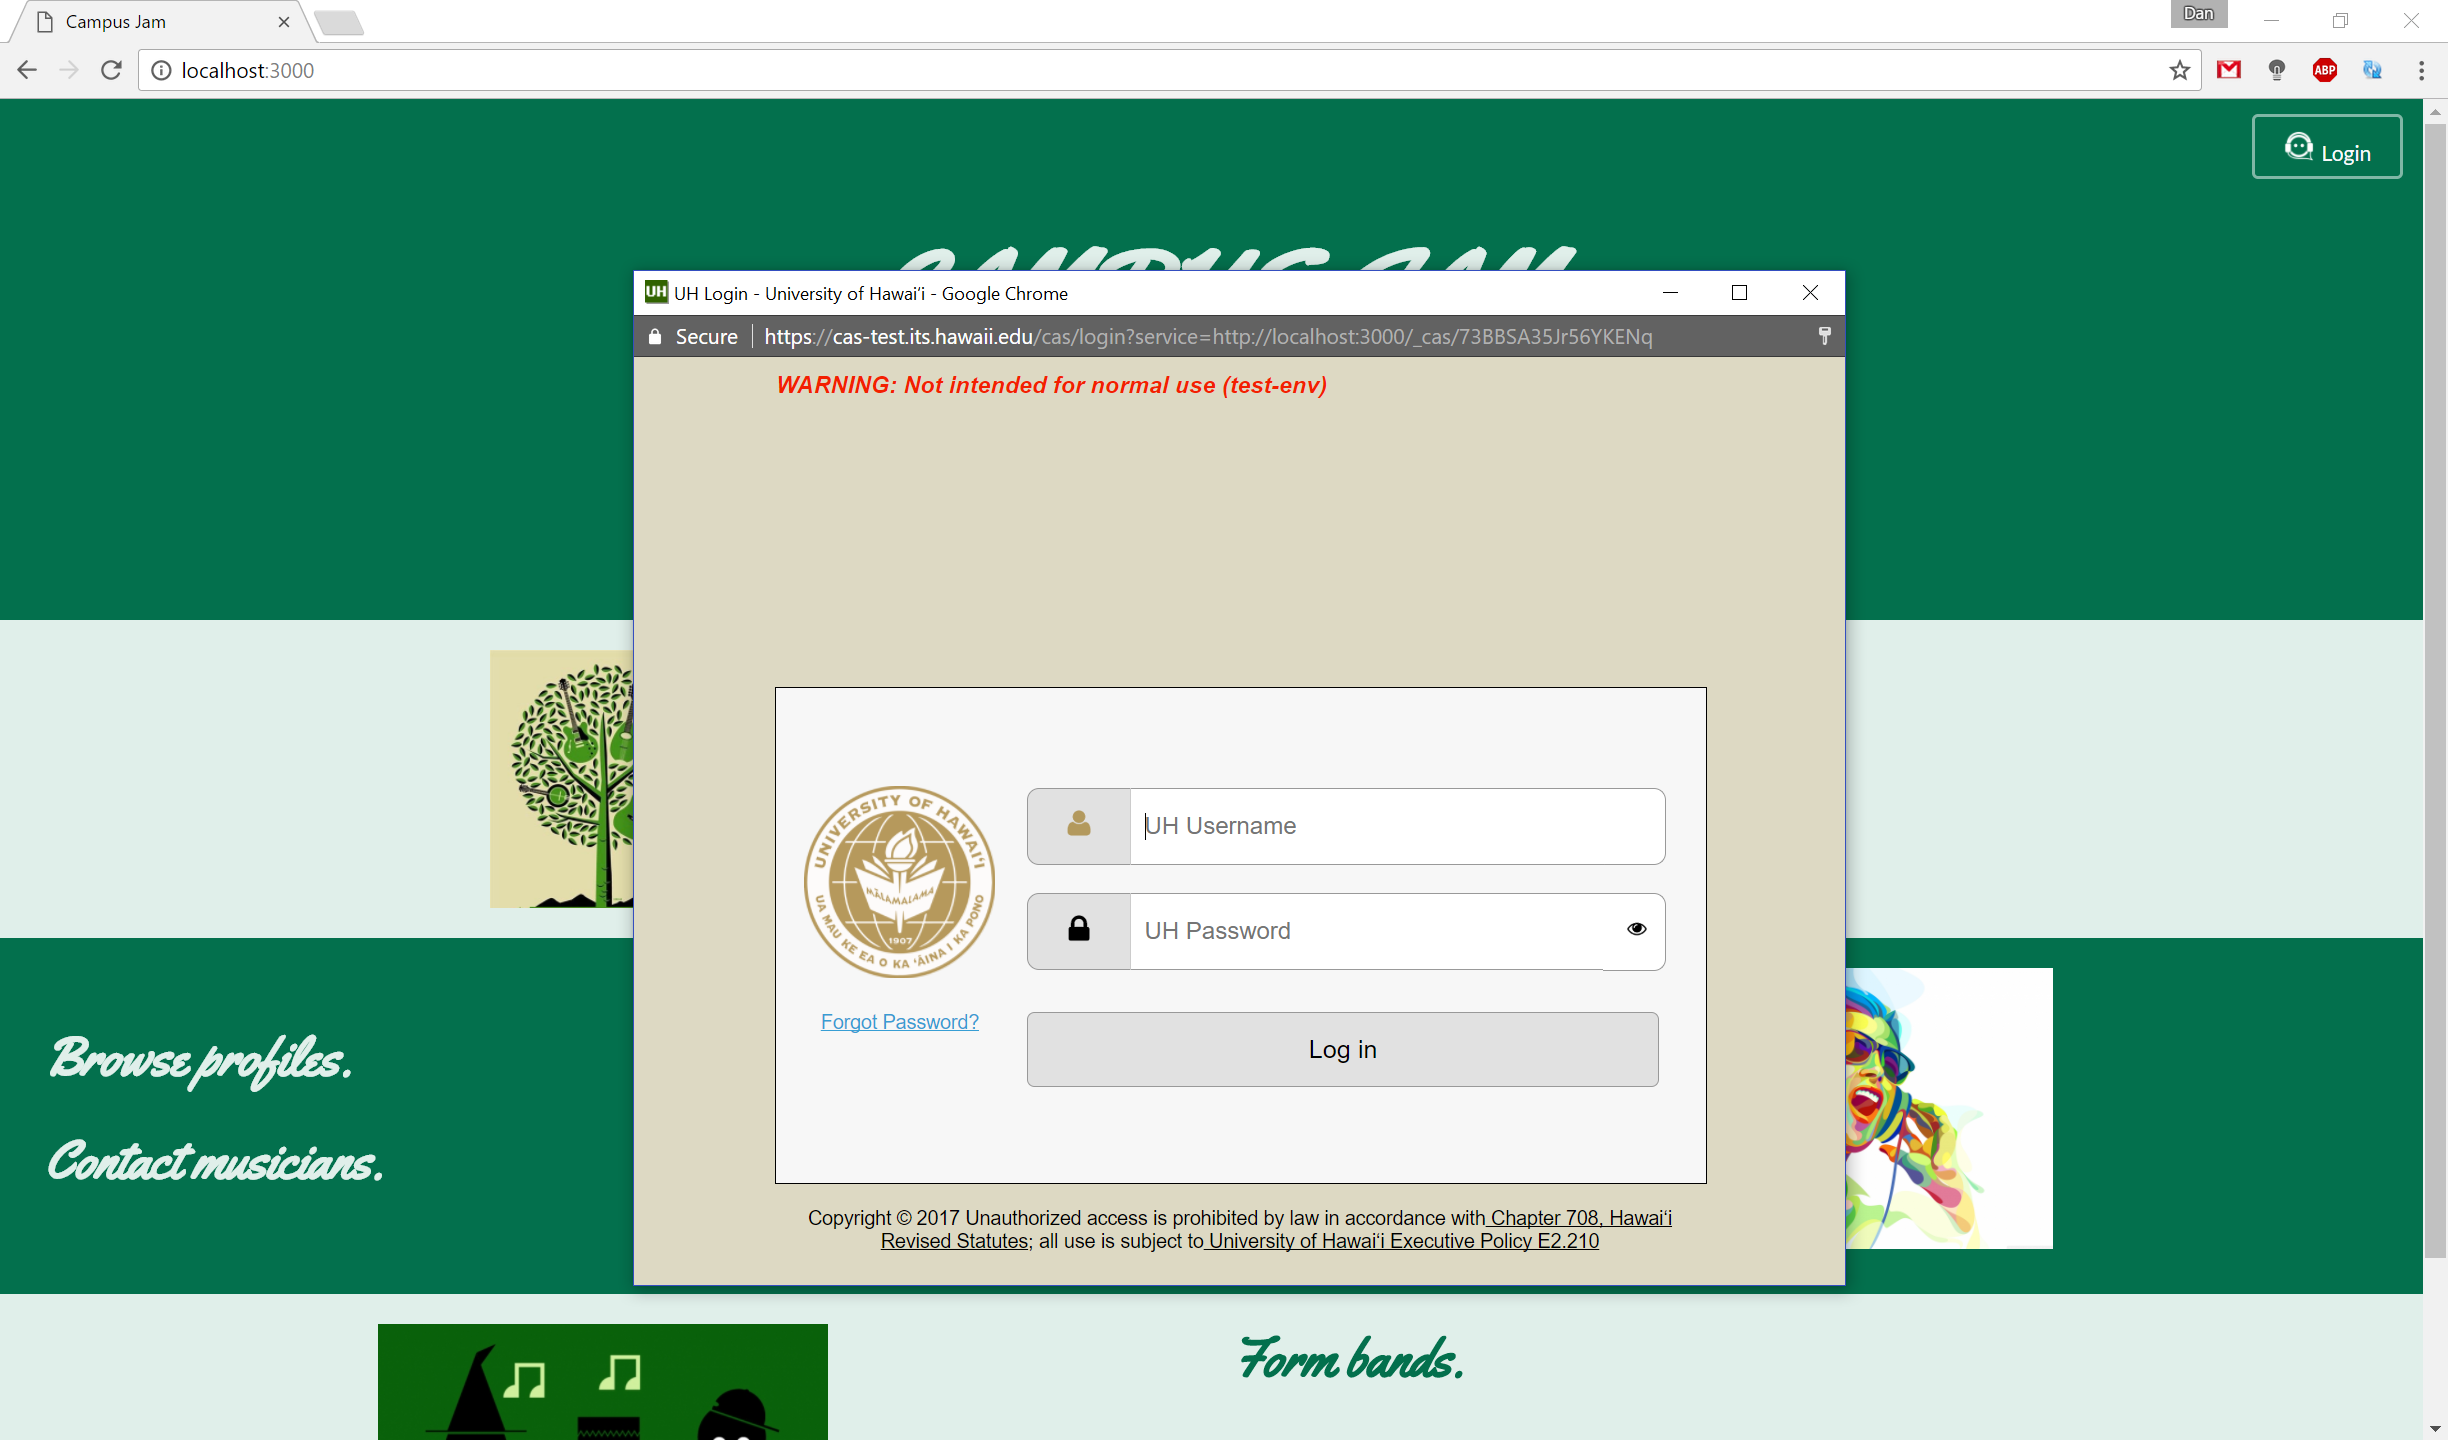 Campus Jam
Dan
localhost:3000
ABP
Login
CAMPUS JAM
UH
UH Login - University of Hawaiʻi - Google Chrome
Secure
https://cas-test.its.hawaii.edu/cas/login?service=http://localhost:3000/_cas/73BBSA35Jr56YKENq
WARNING: Not intended for normal use (test-env)
UNIVERSITY OF HAWAIʻI
MĀLAMALAMA
1907
UA MAU KE EA O KA ʻĀINA I KA PONO
UH Username
UH Password
Forgot Password?
Log in
Copyright © 2017 Unauthorized access is prohibited by law in accordance with Chapter 708, Hawaiʻi
Revised Statutes; all use is subject to University of Hawaiʻi Executive Policy E2.210
Browse profiles.
Contact musicians.
Form bands.